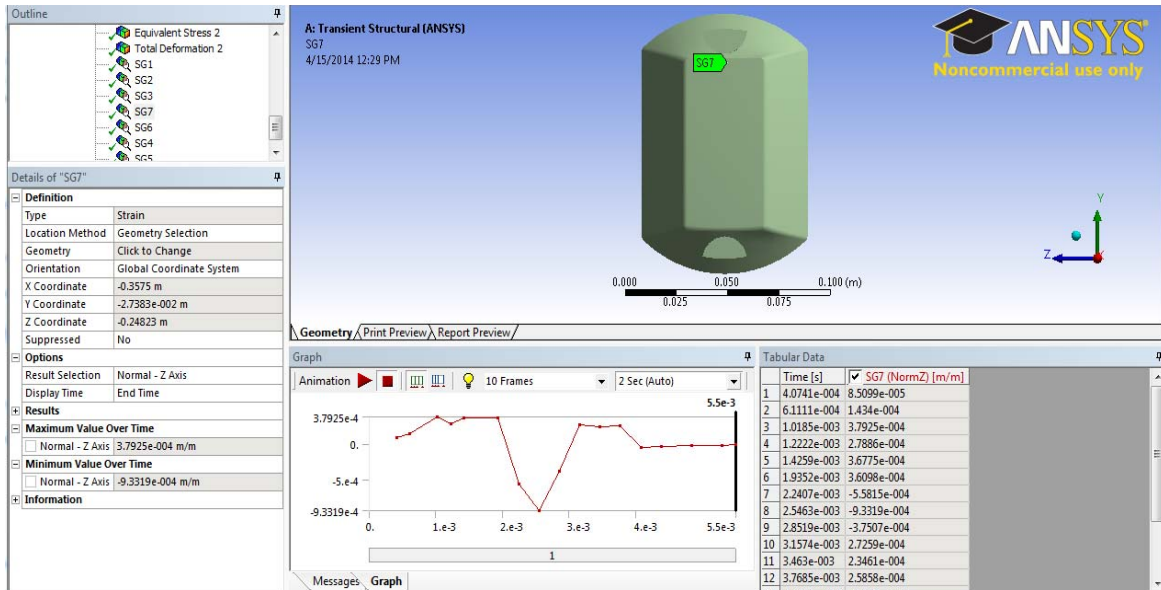 Outline
Equivalent Stress 2
Total Deformation 2
SG1
SG2
SG3
SG7
SG6
SG4
SG5
Details of "SG7"
Definition
Type Strain
Location Method Geometry Selection
Geometry Click to Change
Orientation Global Coordinate System
X Coordinate -0.3575 m
Y Coordinate -2.7383e-002 m
Z Coordinate -0.24823 m
Suppressed No
Options
Result Selection Normal - Z Axis
Display Time End Time
Results
Maximum Value Over Time
Normal - Z Axis 3.7925e-004 m/m
Minimum Value Over Time
Normal - Z Axis -9.3319e-004 m/m
Information
A: Transient Structural (ANSYS)
SG7
4/15/2014 12:29 PM
SG7
ANSYS
Noncommercial use only
Y
Z
0.000 0.050 0.100 (m)
0.025 0.075
Geometry Print Preview Report Preview
Graph
Animation 10 Frames 2 Sec (Auto)
5.5e-3
3.7925e-4
0.
-5.e-4
-9.3319e-4
0. 1.e-3 2.e-3 3.e-3 4.e-3 5.5e-3
1
Messages Graph
Tabular Data
Time [s] SG7 (NormZ) [m/m]
1 4.0741e-004 8.5099e-005
2 6.1111e-004 1.434e-004
3 1.0185e-003 3.7925e-004
4 1.2222e-003 2.7886e-004
5 1.4259e-003 3.6775e-004
6 1.9352e-003 3.6098e-004
7 2.2407e-003 -5.5815e-004
8 2.5463e-003 -9.3319e-004
9 2.8519e-003 -3.7507e-004
10 3.1574e-003 2.7259e-004
11 3.463e-003 2.3461e-004
12 3.7685e-003 2.5858e-004